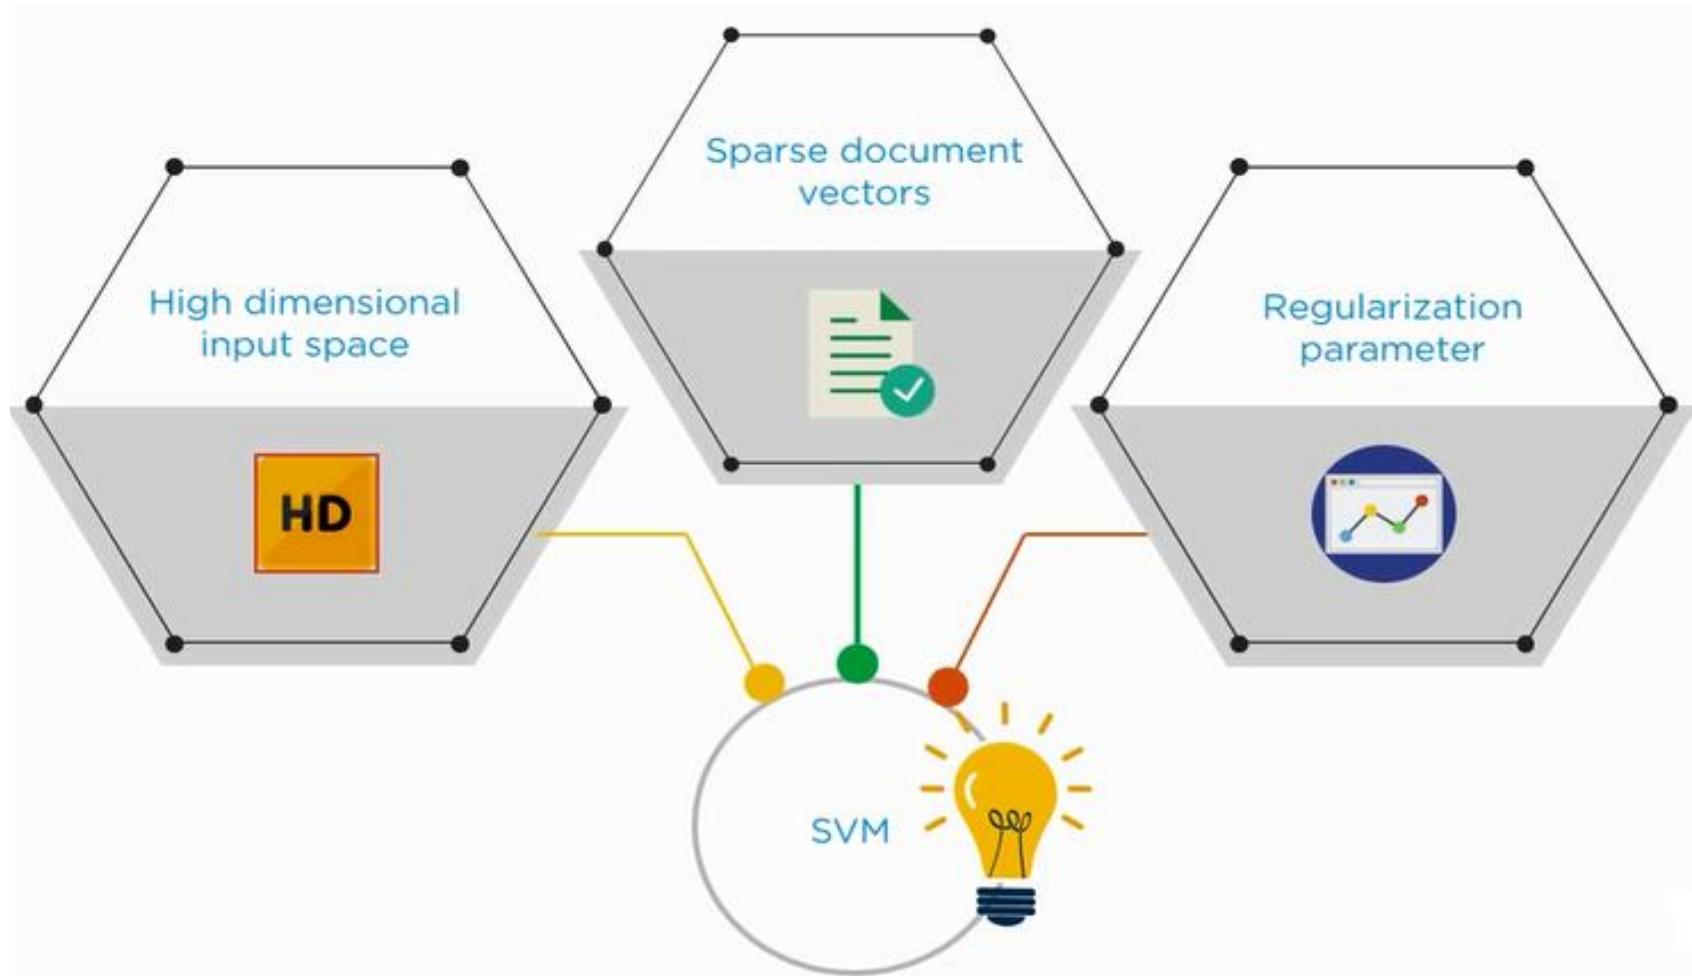 Sparse document
vectors
High dimensional
input space
Regularization
parameter
HD
SVM